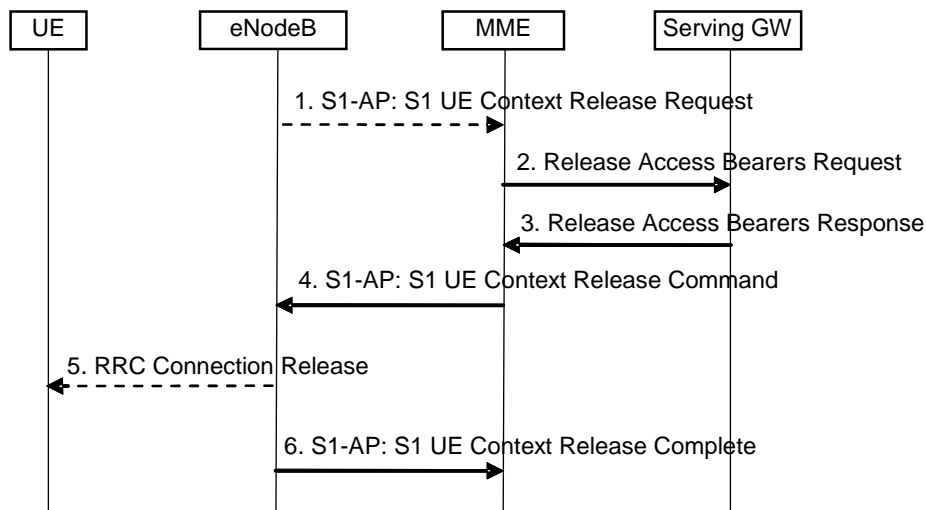 UE
eNodeB
MME
Serving GW
1. S1-AP: S1 UE Context Release Request
2. Release Access Bearers Request
3. Release Access Bearers Response
4. S1-AP: S1 UE Context Release Command
5. RRC Connection Release
6. S1-AP: S1 UE Context Release Complete